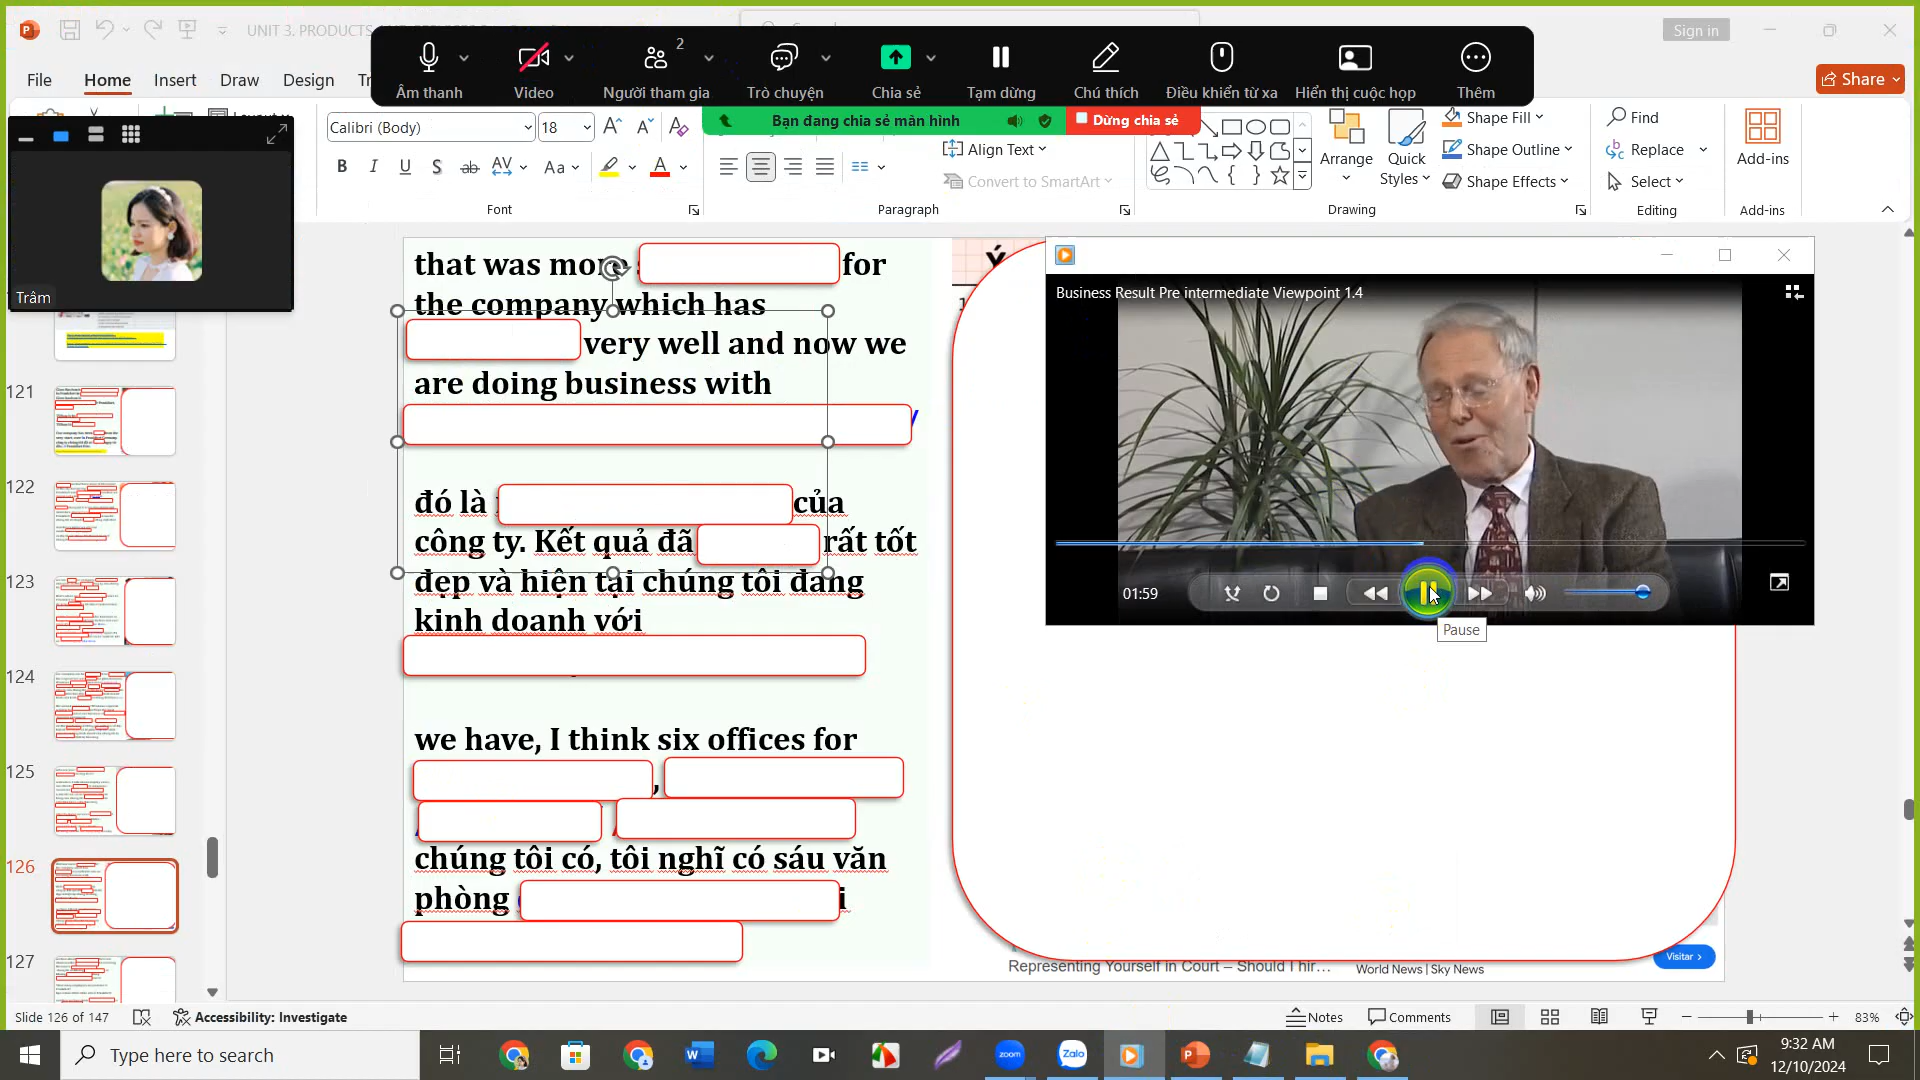 UNIT 3. PRODUCTS
Sign in
File
Home
Insert
Draw
Design
Share
Âm thanh
Video
2
Người tham gia
Trò chuyện
Chia sẻ
Tạm dừng
Chú thích
Điều khiển từ xa
Hiển thị cuộc họp
Thêm
Bạn đang chia sẻ màn hình
Dừng chia sẻ
Calibri (Body)
18
Font
Align Text
Convert to SmartArt
Paragraph
Arrange
Quick Styles
Shape Fill
Shape Outline
Shape Effects
Drawing
Find
Replace
Select
Editing
Add-ins
Add-ins
Trâm
121
122
123
124
125
126
127
that was more for
the company which has
very well and now we
are doing business with
đó là của
công ty. Kết quả đã rất tốt
đẹp và hiện tại chúng tôi đang
kinh doanh với
we have, I think six offices for
,
chúng tôi có, tôi nghĩ có sáu văn
phòng i
Business Result Pre intermediate Viewpoint 1.4
01:59
Pause
Representing Yourself in Court – Should I hir…
World News | Sky News
Visitar >
Slide 126 of 147
Accessibility: Investigate
Notes
Comments
83%
Type here to search
zoom
Zalo
9:32 AM
12/10/2024